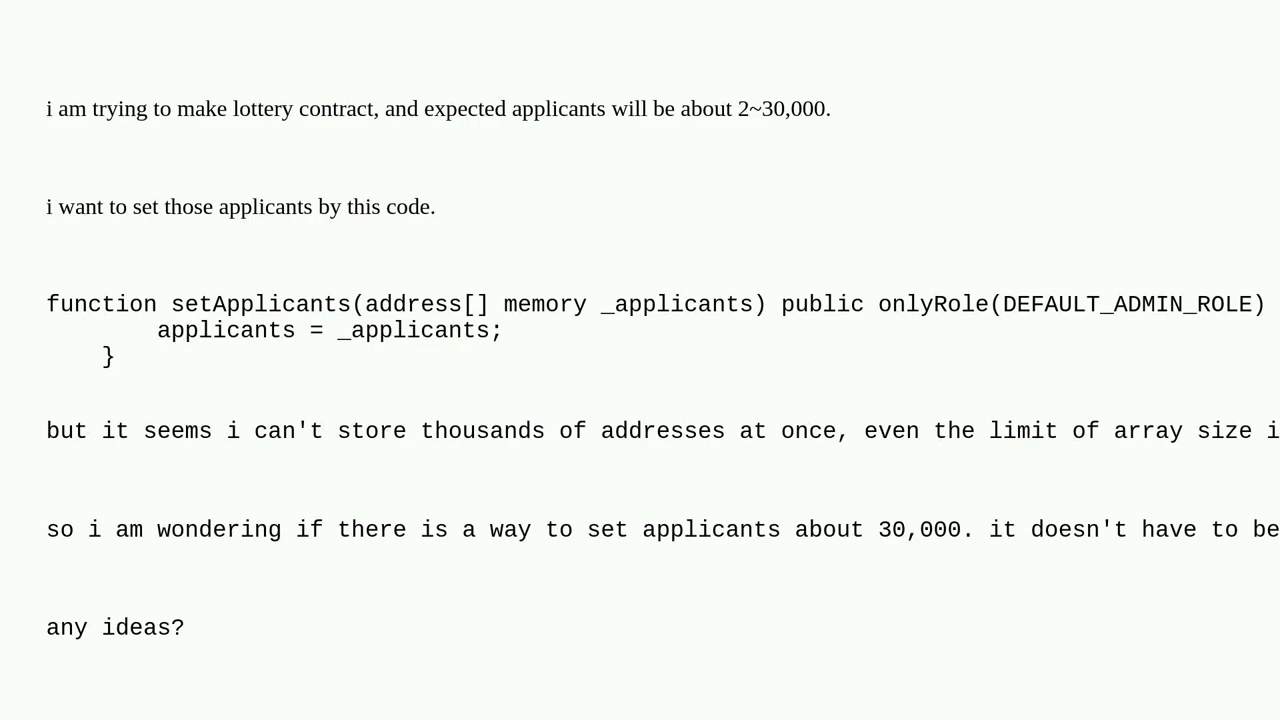 i am trying to make lottery contract, and expected applicants will be about 2~30,000.
i want to set those applicants by this code.
function setApplicants(address[] memory _applicants) public onlyRole(DEFAULT_ADMIN_ROLE)
applicants = _applicants;
}
but it seems i can't store thousands of addresses at once, even the limit of array size i
so i am wondering if there is a way to set applicants about 30,000. it doesn't have to be
any ideas?